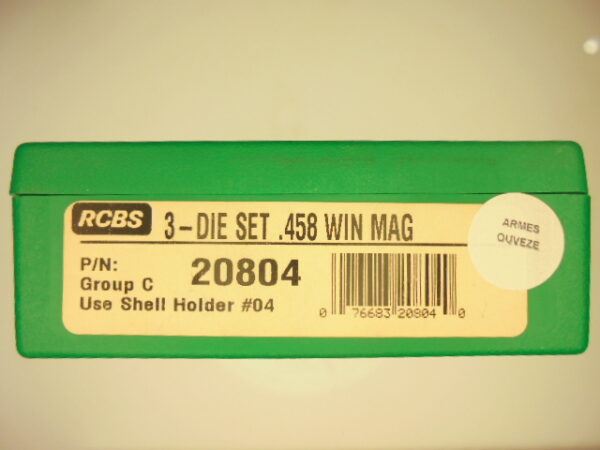 RCBS 3-DIE SET .458 WIN MAG
P/N: 20804
Group C
Use Shell Holder #04
0 76683 20804 0
ARMES
OUVEZE